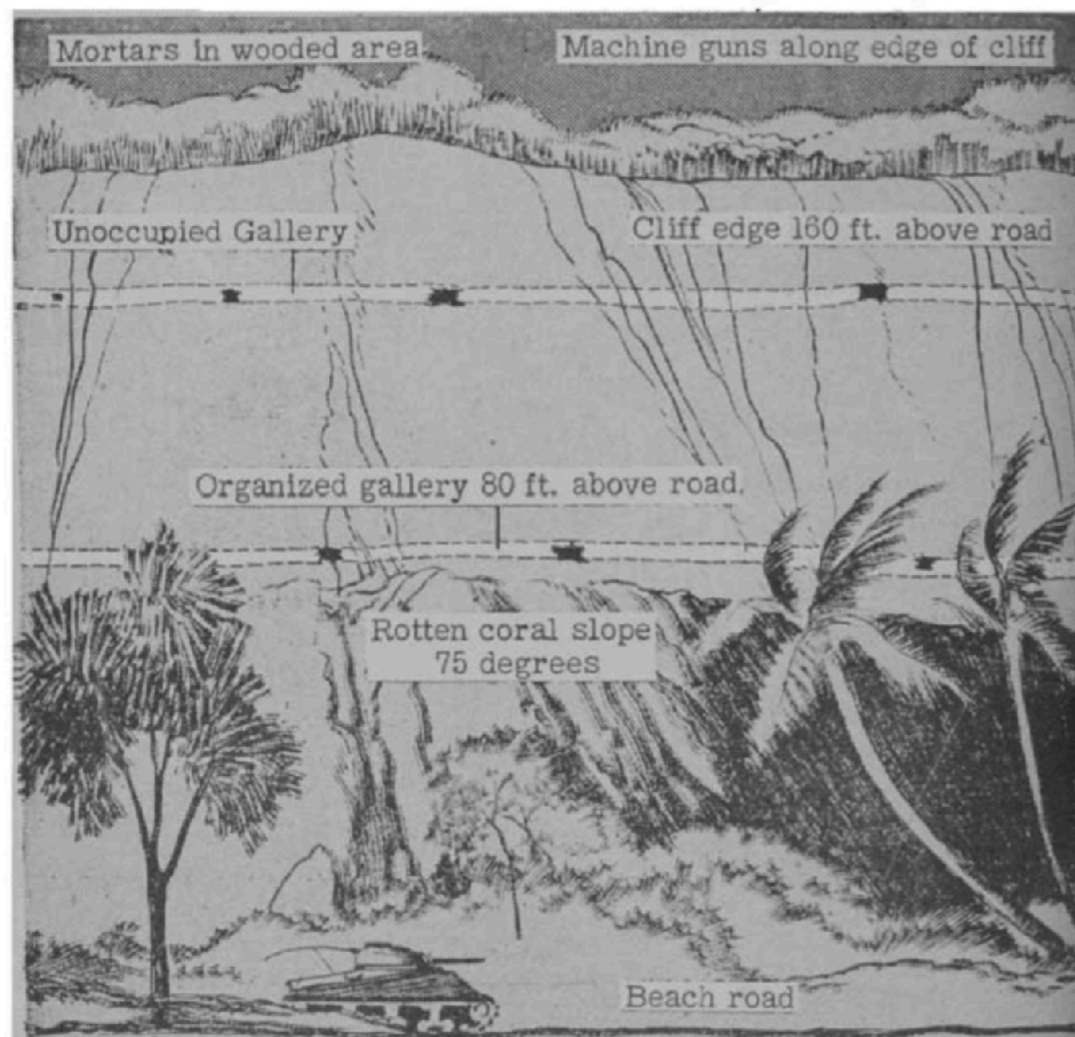 Mortars in wooded area
Machine guns along edge of cliff
Unoccupied Gallery
Cliff edge 160 ft. above road
Organized gallery 80 ft. above road.
Rotten coral slope
75 degrees
Beach road